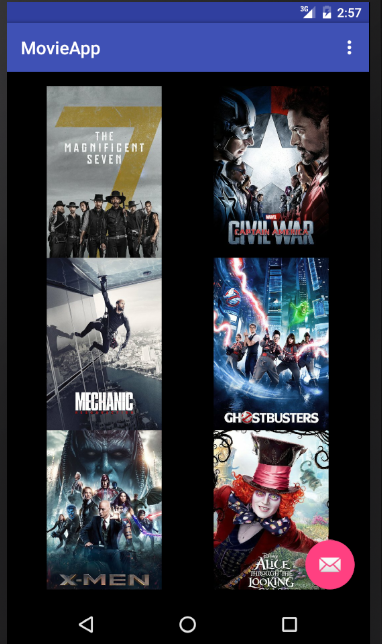 3G 2:57
MovieApp
7
THE
MAGNIFICENT
SEVEN
MARVEL
CAPTAIN AMERICA
CIVIL WAR
MECHANIC
GHOSTBUSTERS
X-MEN
Disney
ALICE
THROUGH THE
LOOKING